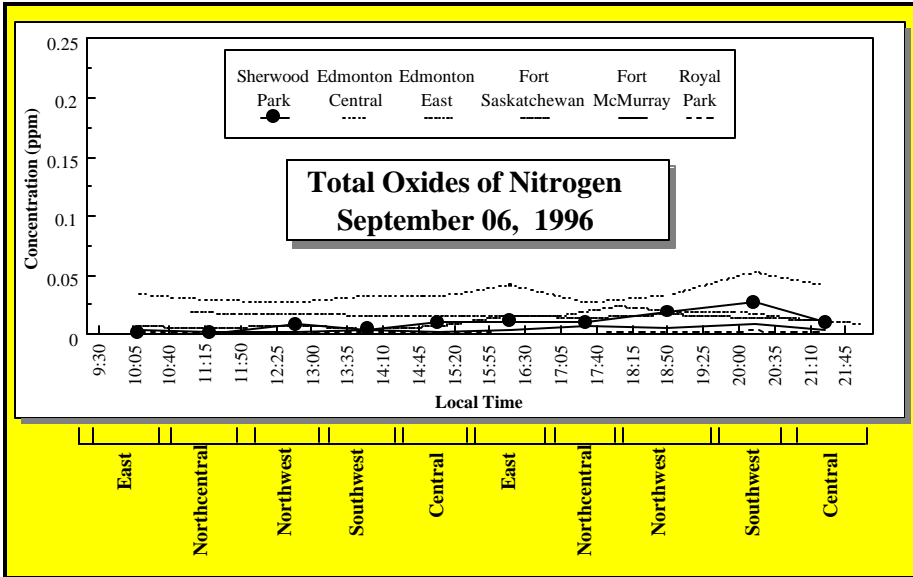 0.25
0.2
0.15
0.1
0.05
0
Concentration (ppm)
Sherwood Edmonton Edmonton Fort Fort Royal
Park Central East Saskatchewan McMurray Park
Total Oxides of Nitrogen
September 06, 1996
9:30 10:05 10:40 11:15 11:50 12:25 13:00 13:35 14:10 14:45 15:20 15:55 16:30 17:05 17:40 18:15 18:50 19:25 20:00 20:35 21:10 21:45
Local Time
East Northcentral Northwest Southwest Central East Northcentral Northwest Southwest Central